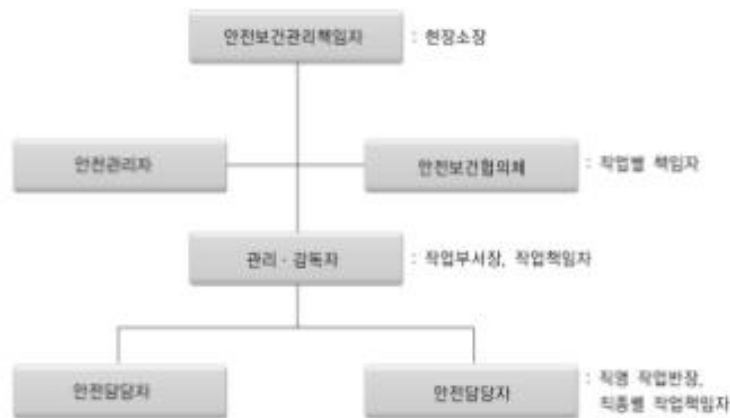 안전보건관리책임자 : 현장소장
안전관리자 안전보건협의체 : 작업별 책임자
관리 · 감독자 : 작업부서장, 작업책임자
안전담당자 안전담당자 : 직영 작업반장,
직종별 작업책임자